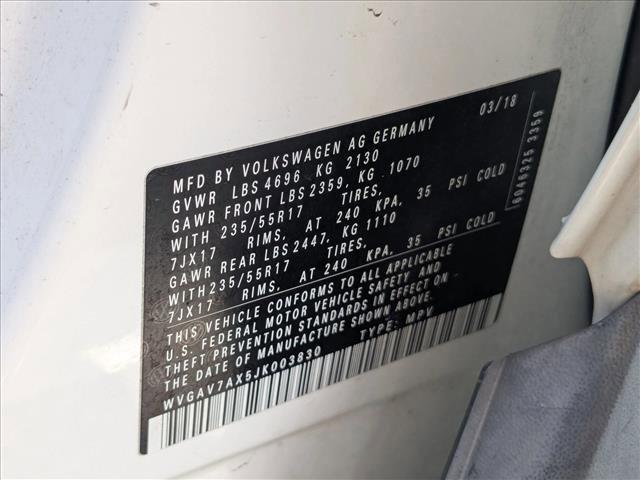 03/18
MFD BY VOLKSWAGEN AG GERMANY
GVWR LBS 4696 KG 2130
GAWR FRONT LBS 2359, KG 1070
WITH 235/55R17 TIRES,
7JX17 RIMS, AT 240 KPA, 35 PSI COLD
GAWR REAR LBS 2447, KG 1110
WITH 235/55R17 TIRES,
7JX17 RIMS, AT 240 KPA, 35 PSI COLD
THIS VEHICLE CONFORMS TO ALL APPLICABLE
U.S. FEDERAL MOTOR VEHICLE SAFETY AND
THEFT PREVENTION STANDARDS IN EFFECT ON
THE DATE OF MANUFACTURE SHOWN ABOVE.
WVGAV7AX5JK003830 TYPE: MPV
6046325 3359